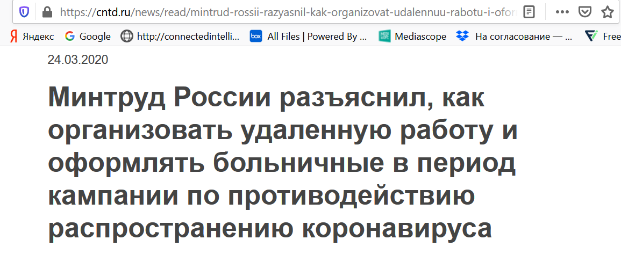 https://cntd.ru/news/read/mintrud-rossii-razyasnil-kak-organizovat-udalennuu-rabotu-i-ofor
Яндекс Google http://connectedintelli... box All Files | Powered By ... Mediascope На согласование — ... Free
24.03.2020
Минтруд России разъяснил, как
организовать удаленную работу и
оформлять больничные в период
кампании по противодействию
распространению коронавируса